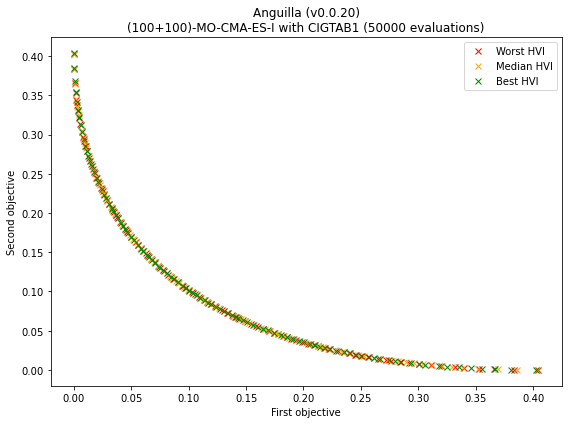 Anguilla (v0.0.20)
(100+100)-MO-CMA-ES-I with CIGTAB1 (50000 evaluations)
Worst HVI
Median HVI
Best HVI
Second objective
0.40
0.35
0.30
0.25
0.20
0.15
0.10
0.05
0.00
0.00 0.05 0.10 0.15 0.20 0.25 0.30 0.35 0.40
First objective